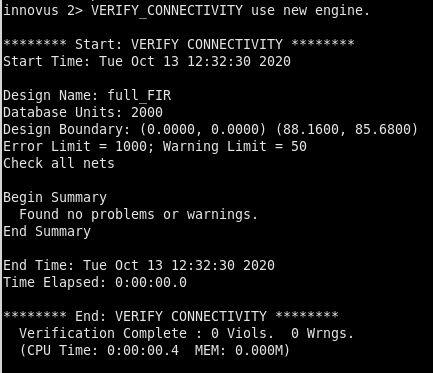 innovus 2> VERIFY_CONNECTIVITY use new engine.
******** Start: VERIFY CONNECTIVITY ********
Start Time: Tue Oct 13 12:32:30 2020
Design Name: full_FIR
Database Units: 2000
Design Boundary: (0.0000, 0.0000) (88.1600, 85.6800)
Error Limit = 1000; Warning Limit = 50
Check all nets
Begin Summary
  Found no problems or warnings.
End Summary
End Time: Tue Oct 13 12:32:30 2020
Time Elapsed: 0:00:00.0
******** End: VERIFY CONNECTIVITY ********
  Verification Complete : 0 Viols.  0 Wrngs.
  (CPU Time: 0:00:00.4  MEM: 0.000M)